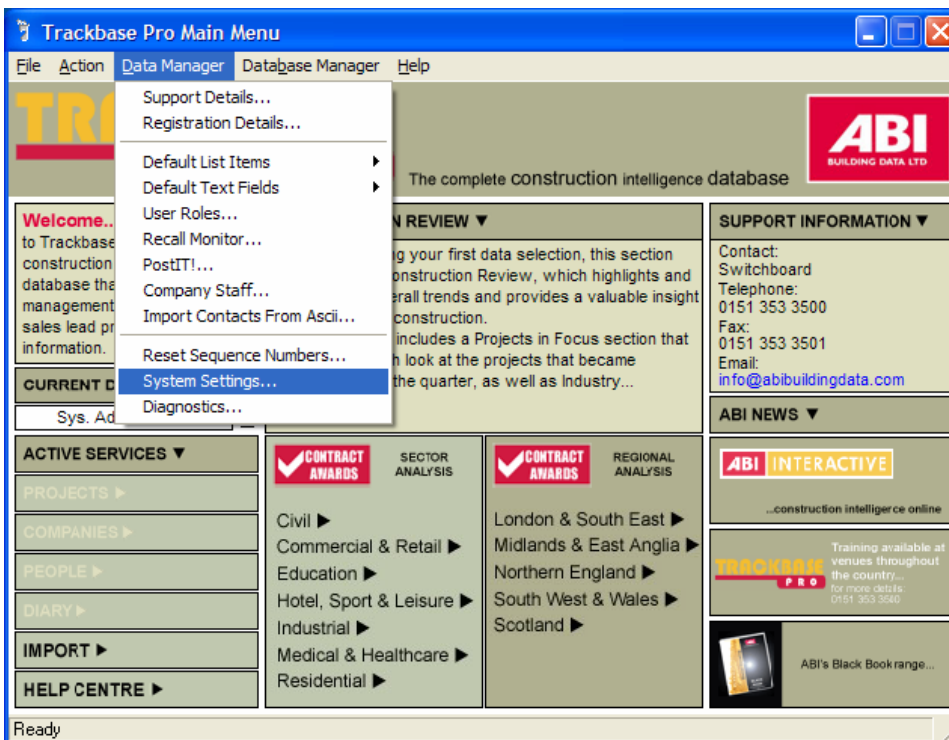 Trackbase Pro Main Menu
File Action Data Manager Database Manager Help
Support Details...
Registration Details...
Default List Items
Default Text Fields
User Roles...
Recall Monitor...
PostIT!...
Company Staff...
Import Contacts From Ascii...
Reset Sequence Numbers...
System Settings...
Diagnostics...
TR
ABI
BUILDING DATA LTD
The complete construction intelligence database
Welcome..
to Trackbase
construction
database tha
management
sales lead pr
information.
CURRENT D
Sys. Ad
N REVIEW ▼
g your first data selection, this section
onstruction Review, which highlights and
erall trends and provides a valuable insight
construction.
includes a Projects in Focus section that
h look at the projects that became
the quarter, as well as Industry...
SUPPORT INFORMATION ▼
Contact:
Switchboard
Telephone:
0151 353 3500
Fax:
0151 353 3501
Email:
info@abibuildingdata.com
ABI NEWS ▼
ACTIVE SERVICES ▼
PROJECTS ▶
COMPANIES ▶
PEOPLE ▶
DIARY ▶
IMPORT ▶
HELP CENTRE ▶
CONTRACT AWARDS
SECTOR ANALYSIS
Civil ▶
Commercial & Retail ▶
Education ▶
Hotel, Sport & Leisure ▶
Industrial ▶
Medical & Healthcare ▶
Residential ▶
CONTRACT AWARDS
REGIONAL ANALYSIS
London & South East ▶
Midlands & East Anglia ▶
Northern England ▶
South West & Wales ▶
Scotland ▶
ABI INTERACTIVE
...construction intelligerce online
TRACKBASE
PRO
Training available at
venues throughout
the country...
for more details:
0151 353 3540
ABI's Black Book range...
Ready